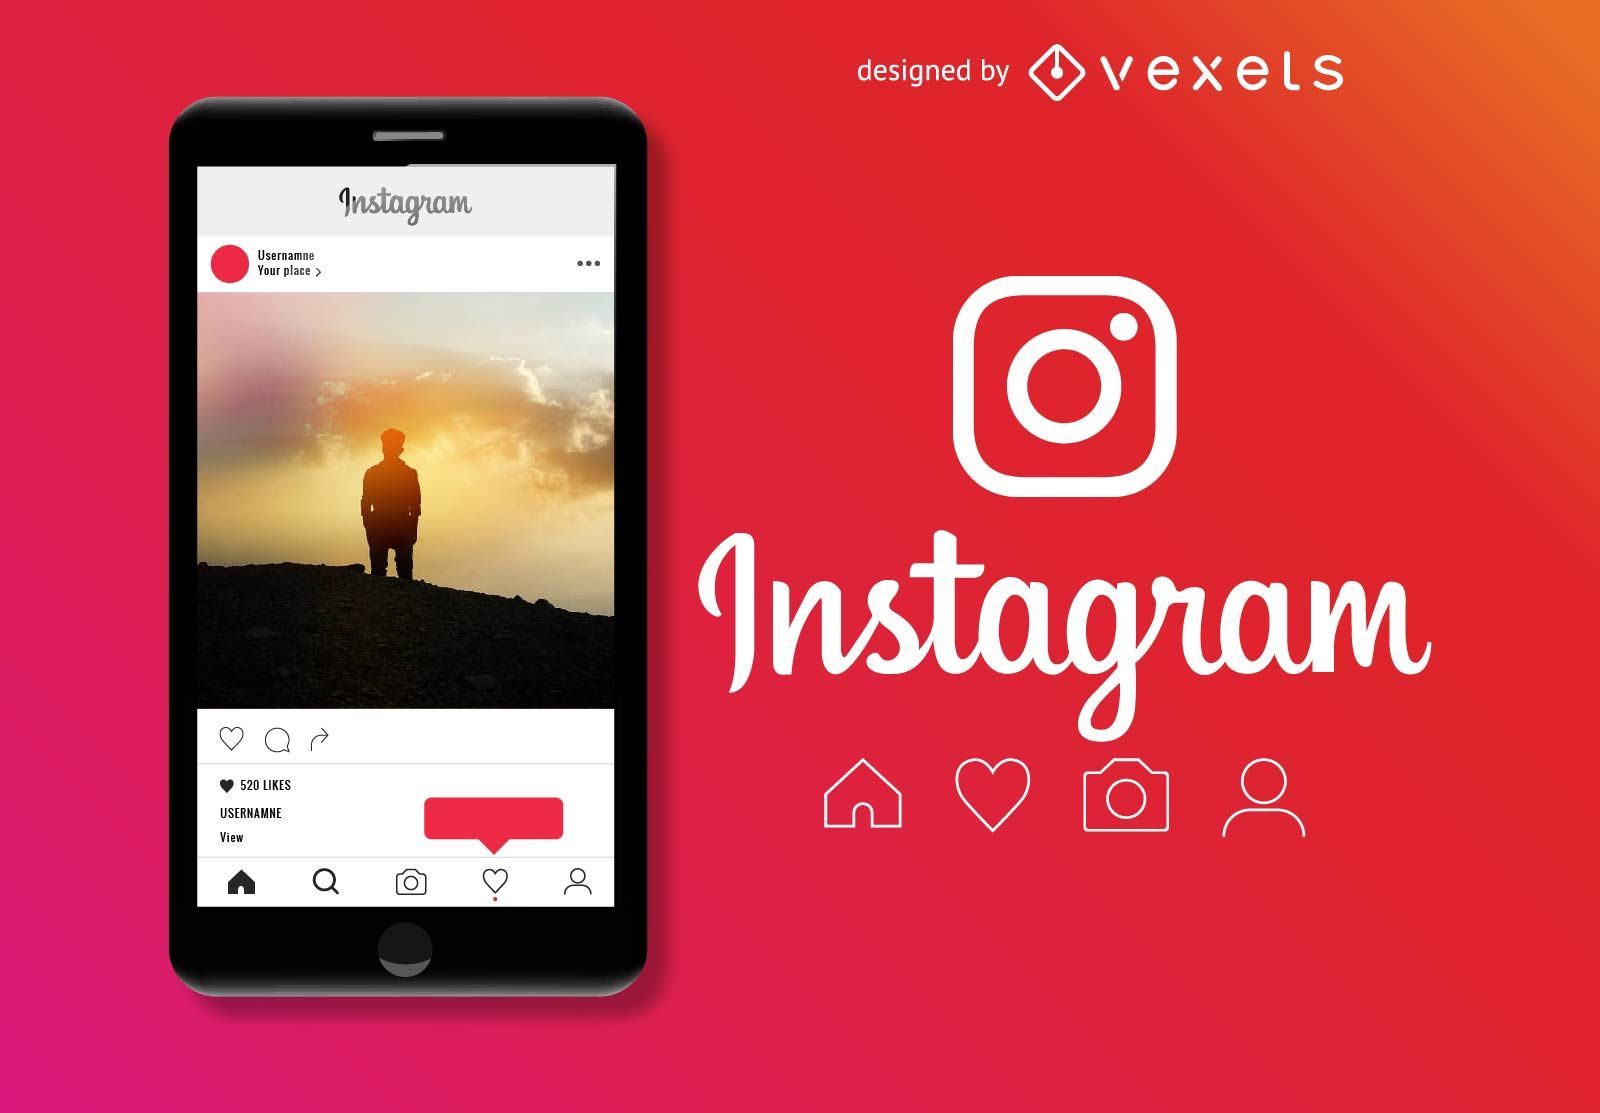 designed by vexels
Instagram
Usernamne
Your place >
520 LIKES
USERNAMNE
View
Instagram